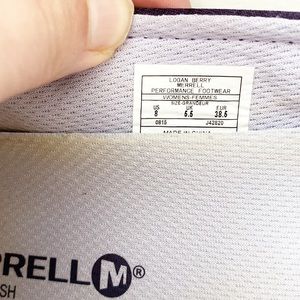 LOGAN BERRY
MERRELL
PERFORMANCE FOOTWEAR
WOMENS-FEMMES
SIZE-GRANDEUR
US UK EUR
8 5.5 38.5
0815 J42820
MADE IN CHINA
RRELL M®
SH